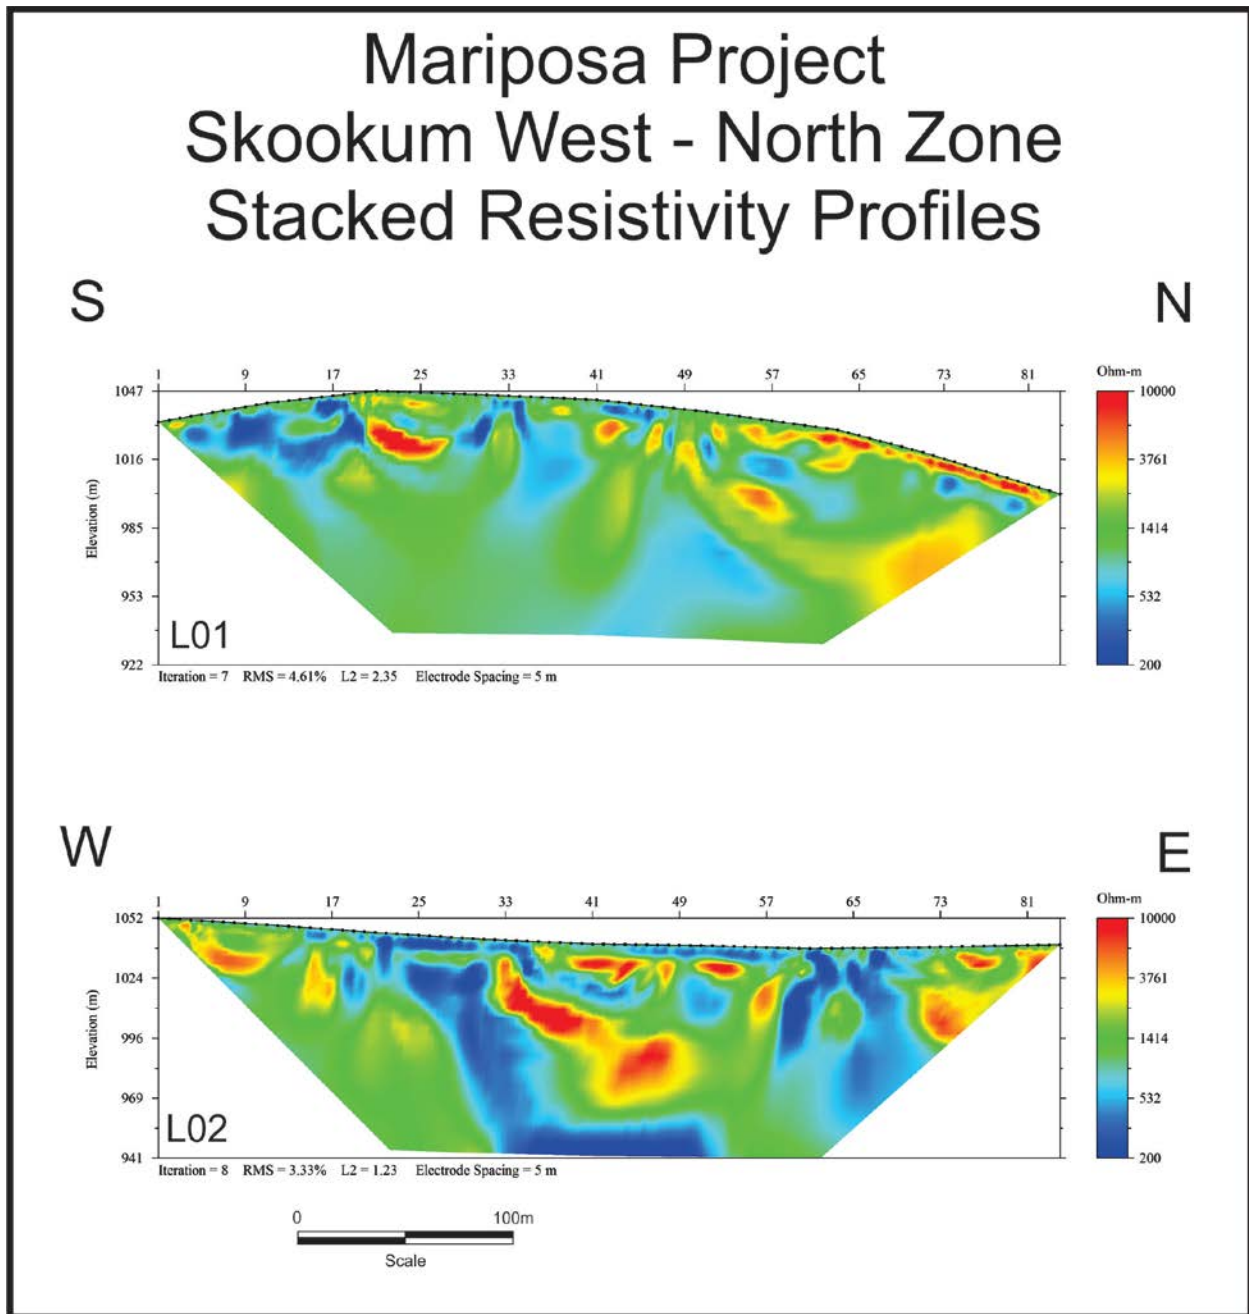 Mariposa Project
Skookum West - North Zone
Stacked Resistivity Profiles
S
N
1 9 17 25 33 41 49 57 65 73 81
Ohm-m
1047
1016
985
953
922
Elevation (m)
10000
3761
1414
532
200
L01
Iteration = 7 RMS = 4.61% L2 = 2.35 Electrode Spacing = 5 m
W
E
1 9 17 25 33 41 49 57 65 73 81
Ohm-m
1052
1024
996
969
941
Elevation (m)
10000
3761
1414
532
200
L02
Iteration = 8 RMS = 3.33% L2 = 1.23 Electrode Spacing = 5 m
0 100m
Scale